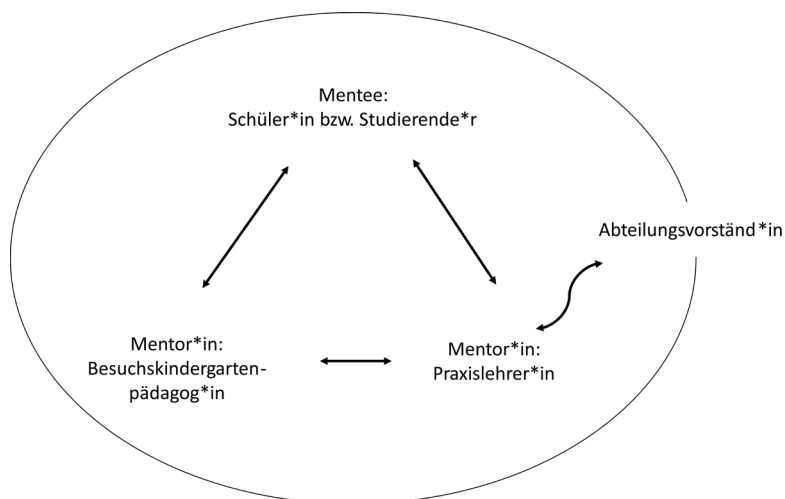 Mentee:
Schüler*in bzw. Studierende*r
Abteilungsvorständ*in
Mentor*in:
Besuchskindergarten-
pädagog*in
Mentor*in:
Praxislehrer*in